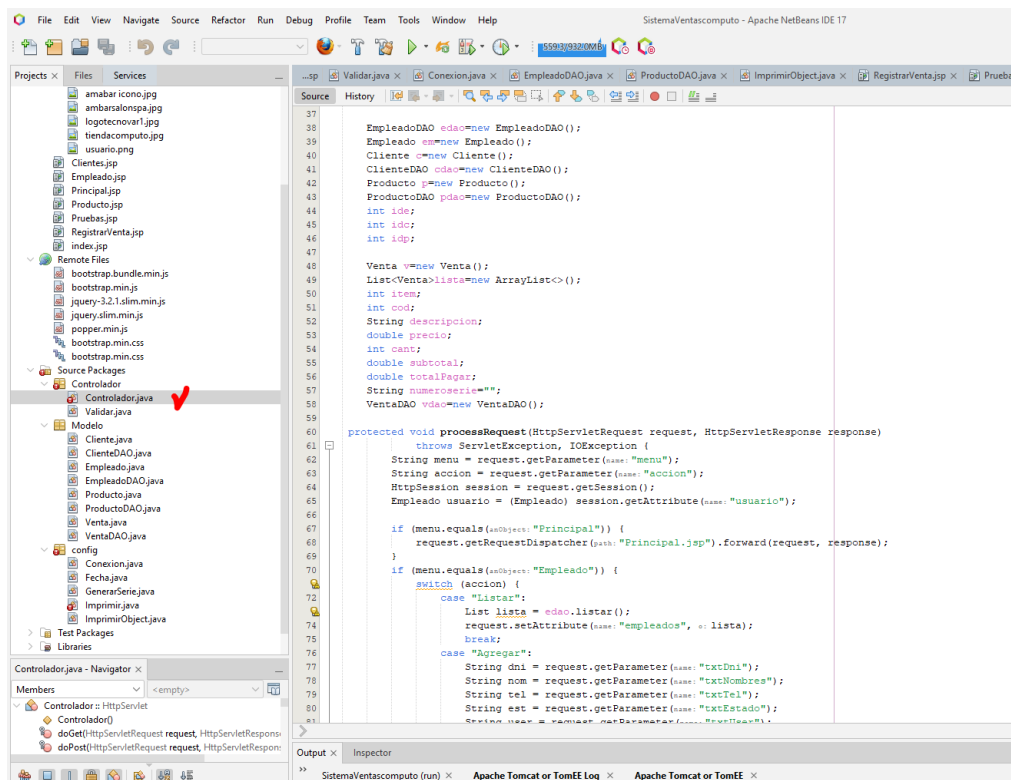 File Edit View Navigate Source Refactor Run Debug Profile Team Tools Window Help
SistemaVentascomputo - Apache NetBeans IDE 17
559.3/932.0MB
Projects × Files Services
amabar icono.jpg
ambarsalonspa.jpg
logotecnovar1.jpg
tiendacomputo.jpg
usuario.png
Clientes.jsp
Empleado.jsp
Principal.jsp
Producto.jsp
Pruebas.jsp
RegistrarVenta.jsp
index.jsp
Remote Files
bootstrap.bundle.min.js
bootstrap.min.js
jquery-3.2.1.slim.min.js
jquery.slim.min.js
popper.min.js
bootstrap.min.css
bootstrap.min.css
Source Packages
Controlador
Controlador.java
Validar.java
Modelo
Cliente.java
ClienteDAO.java
Empleado.java
EmpleadoDAO.java
Producto.java
ProductoDAO.java
Venta.java
VentaDAO.java
config
Conexion.java
Fecha.java
GenerarSerie.java
Imprimir.java
ImprimirObject.java
Test Packages
Libraries
Controlador.java - Navigator ×
Members <empty>
Controlador :: HttpServlet
Controlador()
doGet(HttpServletRequest request, HttpServletRespons
doPost(HttpServletRequest request, HttpServletRespon
...sp Validar.java × Conexion.java × EmpleadoDAO.java × ProductoDAO.java × ImprimirObject.java × RegistrarVenta.jsp × Prueba
Source History
37
38 EmpleadoDAO edao=new EmpleadoDAO();
39 Empleado em=new Empleado();
40 Cliente c=new Cliente();
41 ClienteDAO cdao=new ClienteDAO();
42 Producto p=new Producto();
43 ProductoDAO pdao=new ProductoDAO();
44 int ide;
45 int idc;
46 int idp;
47
48 Venta v=new Venta();
49 List<Venta>lista=new ArrayList<>();
50 int item;
51 int cod;
52 String descripcion;
53 double precio;
54 int cant;
55 double subtotal;
56 double totalPagar;
57 String numeroserie="";
58 VentaDAO vdao=new VentaDAO();
59
60 protected void processRequest(HttpServletRequest request, HttpServletResponse response)
61 throws ServletException, IOException {
62 String menu = request.getParameter(name: "menu");
63 String accion = request.getParameter(name: "accion");
64 HttpSession session = request.getSession();
65 Empleado usuario = (Empleado) session.getAttribute(name: "usuario");
66
67 if (menu.equals(anObject: "Principal")) {
68 request.getRequestDispatcher(path: "Principal.jsp").forward(request, response);
69 }
70 if (menu.equals(anObject: "Empleado")) {
switch (accion) {
72 case "Listar":
List lista = edao.listar();
74 request.setAttribute(name: "empleados", o: lista);
75 break;
76 case "Agregar":
77 String dni = request.getParameter(name: "txtDni");
78 String nom = request.getParameter(name: "txtNombres");
79 String tel = request.getParameter(name: "txtTel");
80 String est = request.getParameter(name: "txtEstado");
81 String user = request.getParameter(name: "txtUser");
Output × Inspector
SistemaVentascomputo (run) × Apache Tomcat or TomEE Log × Apache Tomcat or TomEE ×